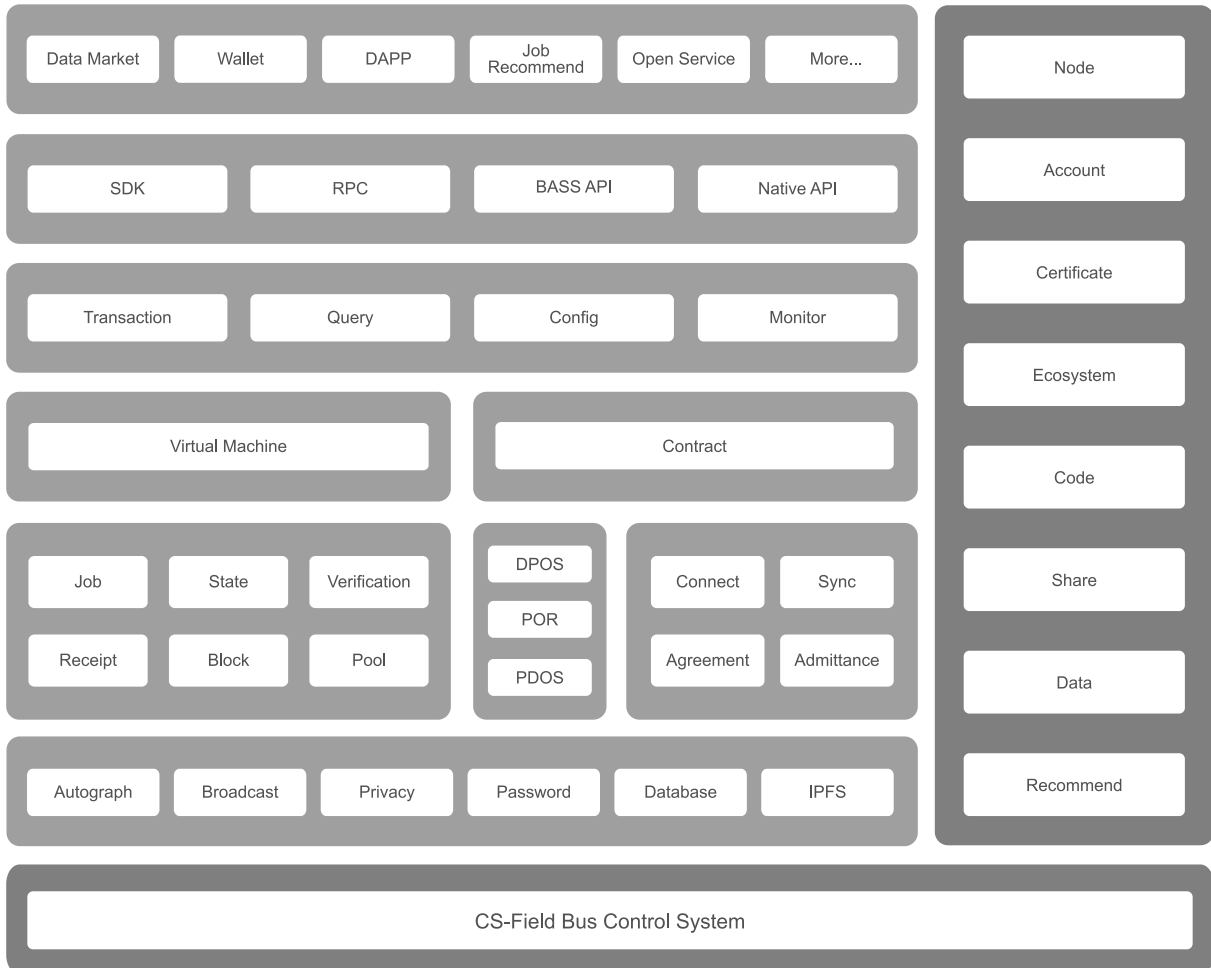 Data Market
Wallet
DAPP
Job
Recommend
Open Service
More...
SDK
RPC
BASS API
Native API
Transaction
Query
Config
Monitor
Virtual Machine
Contract
Job
State
Verification
Receipt
Block
Pool
DPOS
POR
PDOS
Connect
Sync
Agreement
Admittance
Autograph
Broadcast
Privacy
Password
Database
IPFS
Node
Account
Certificate
Ecosystem
Code
Share
Data
Recommend
CS-Field Bus Control System